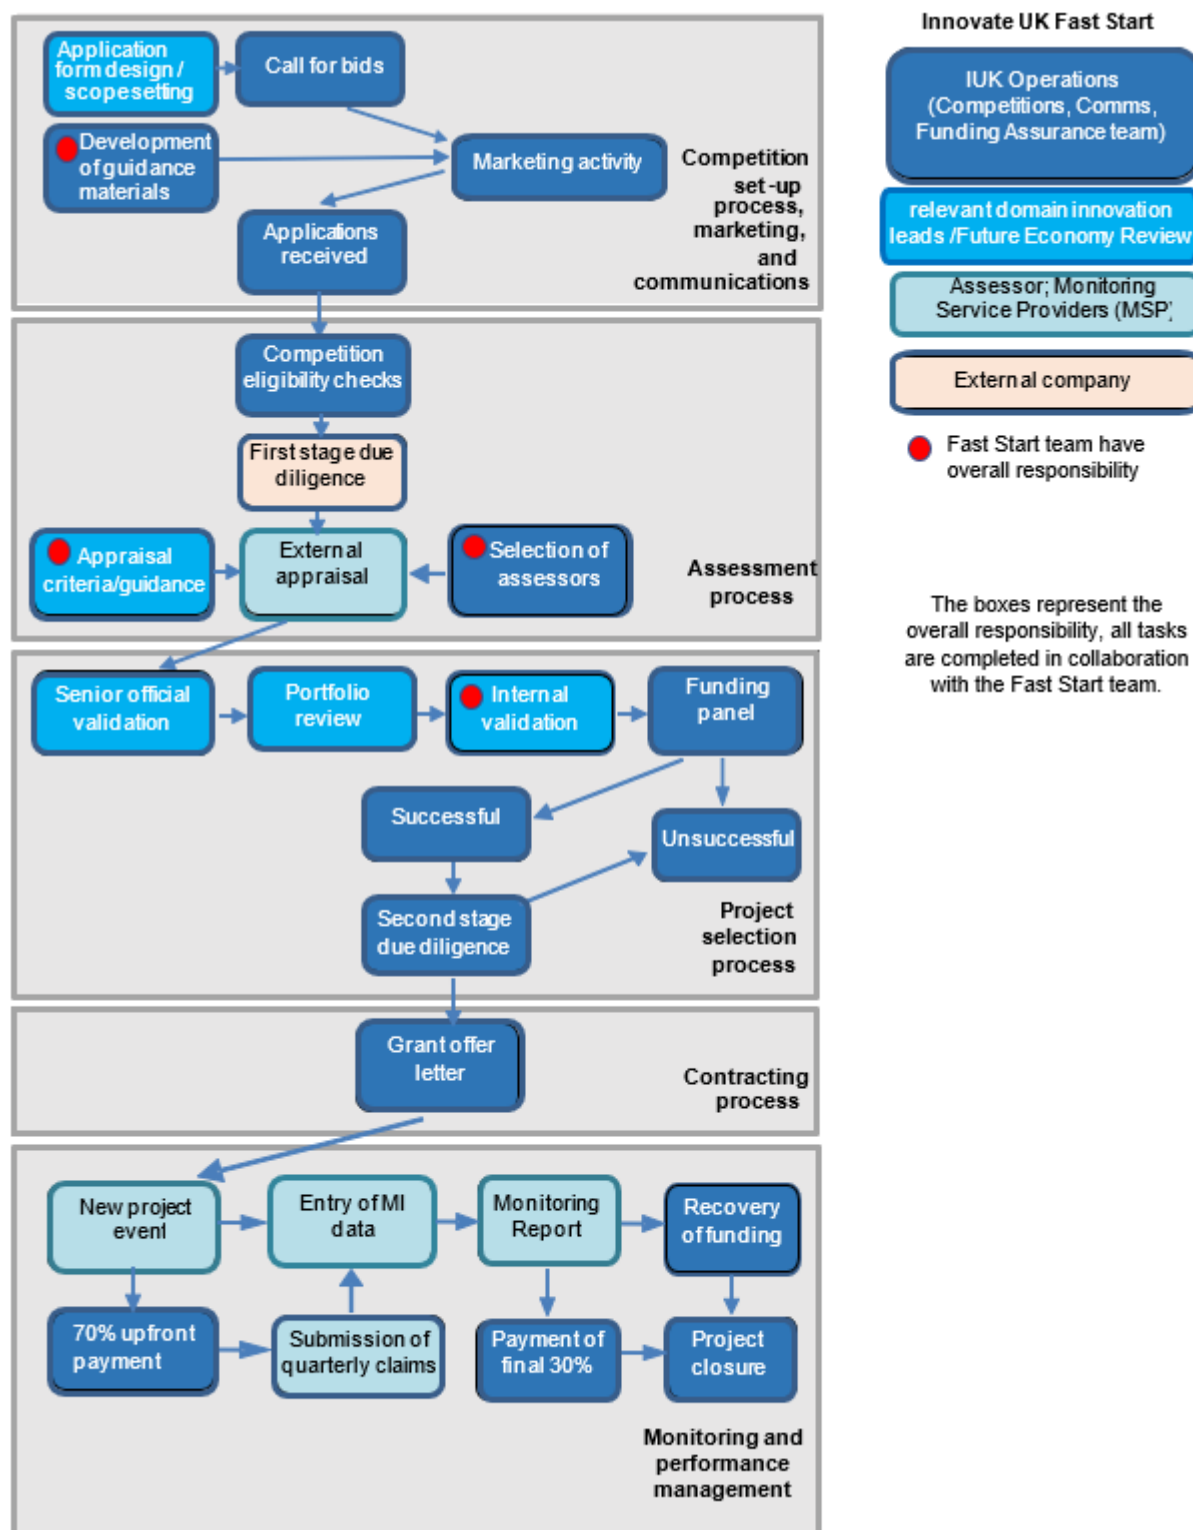 Innovate UK Fast Start
Application
form design /
scopesetting
Call for bids
Development
of guidance
materials
Marketing activity
Applications
received
Competition
set-up
process,
marketing,
and
communications
IUK Operations
(Competitions, Comms,
Funding Assurance team)
relevant domain innovation
leads /Future Economy Review
Assessor; Monitoring
Service Providers (MSP)
External company
Fast Start team have
overall responsibility
The boxes represent the
overall responsibility, all tasks
are completed in collaboration
with the Fast Start team.
Competition
eligibility checks
First stage due
diligence
Appraisal
criteria/guidance
External
appraisal
Selection of
assessors
Assessment
process
Senior official
validation
Portfolio
review
Internal
validation
Funding
panel
Successful
Unsuccessful
Second stage
due diligence
Project
selection
process
Grant offer
letter
Contracting
process
New project
event
Entry of MI
data
Monitoring
Report
Recovery
of funding
70% upfront
payment
Submission of
quarterly claims
Payment of
final 30%
Project
closure
Monitoring and
performance
management